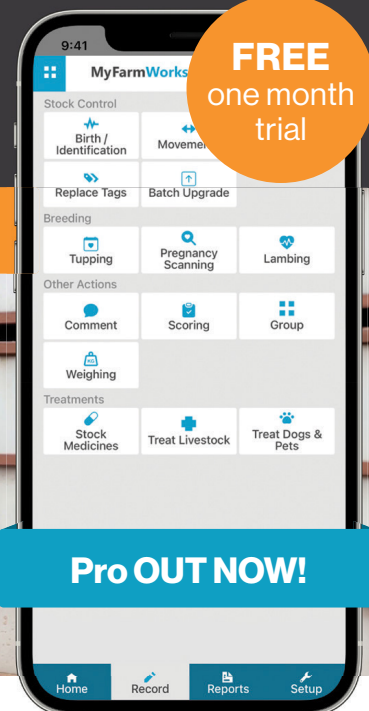 9:41
FREE
one month
trial
MyFarmWorks
Stock Control
Birth /
Identification
Replace Tags
Batch Upgrade
Breeding
Tupping
Pregnancy
Scanning
Lambing
Other Actions
Comment
Scoring
Group
Weighing
KG
Treatments
Stock
Medicines
Treat Livestock
Treat Dogs &
Pets
Pro OUT NOW!
Home
Record
Reports
Setup